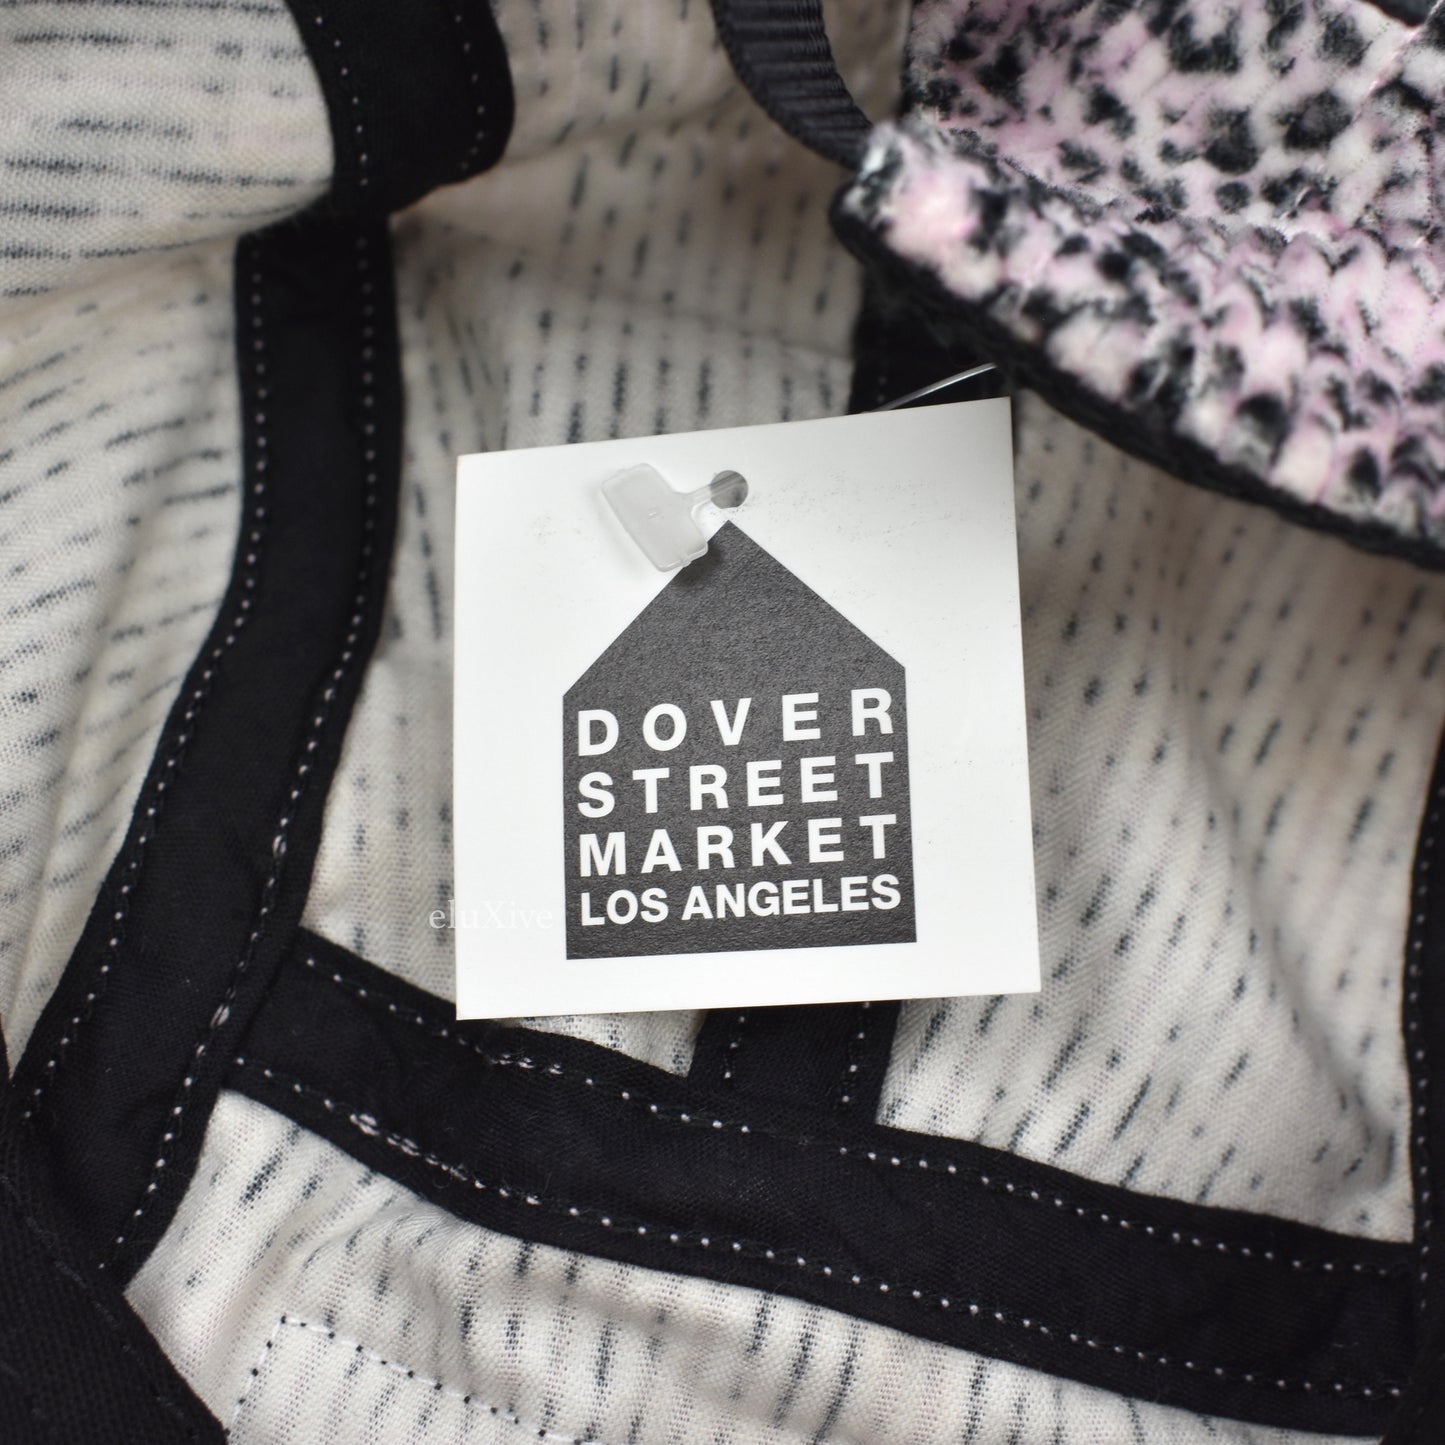 DOVER
STREET
MARKET
LOS ANGELES
eluXive